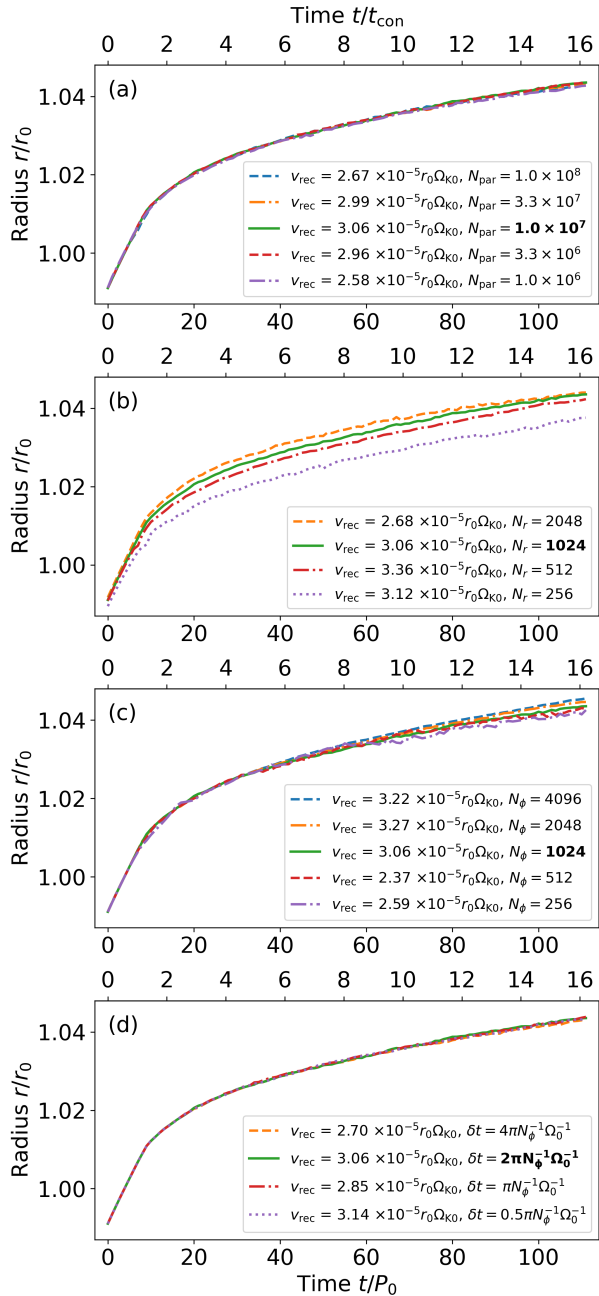 Time t/t_con
0 2 4 6 8 10 12 14 16
(a)
Radius r/r_0
1.04
1.02
1.00
v_rec = 2.67 ×10^−5 r_0Ω_K0, N_par = 1.0 × 10^8
v_rec = 2.99 ×10^−5 r_0Ω_K0, N_par = 3.3 × 10^7
v_rec = 3.06 ×10^−5 r_0Ω_K0, N_par = 1.0 × 10^7
v_rec = 2.96 ×10^−5 r_0Ω_K0, N_par = 3.3 × 10^6
v_rec = 2.58 ×10^−5 r_0Ω_K0, N_par = 1.0 × 10^6
0 20 40 60 80 100
0 2 4 6 8 10 12 14 16
(b)
Radius r/r_0
1.04
1.02
1.00
v_rec = 2.68 ×10^−5 r_0Ω_K0, N_r = 2048
v_rec = 3.06 ×10^−5 r_0Ω_K0, N_r = 1024
v_rec = 3.36 ×10^−5 r_0Ω_K0, N_r = 512
v_rec = 3.12 ×10^−5 r_0Ω_K0, N_r = 256
0 20 40 60 80 100
0 2 4 6 8 10 12 14 16
(c)
Radius r/r_0
1.04
1.02
1.00
v_rec = 3.22 ×10^−5 r_0Ω_K0, N_ϕ = 4096
v_rec = 3.27 ×10^−5 r_0Ω_K0, N_ϕ = 2048
v_rec = 3.06 ×10^−5 r_0Ω_K0, N_ϕ = 1024
v_rec = 2.37 ×10^−5 r_0Ω_K0, N_ϕ = 512
v_rec = 2.59 ×10^−5 r_0Ω_K0, N_ϕ = 256
0 20 40 60 80 100
0 2 4 6 8 10 12 14 16
(d)
Radius r/r_0
1.04
1.02
1.00
v_rec = 2.70 ×10^−5 r_0Ω_K0, δt = 4πN_ϕ^−1Ω_0^−1
v_rec = 3.06 ×10^−5 r_0Ω_K0, δt = 2πN_ϕ^−1Ω_0^−1
v_rec = 2.85 ×10^−5 r_0Ω_K0, δt = πN_ϕ^−1Ω_0^−1
v_rec = 3.14 ×10^−5 r_0Ω_K0, δt = 0.5πN_ϕ^−1Ω_0^−1
0 20 40 60 80 100
Time t/P_0